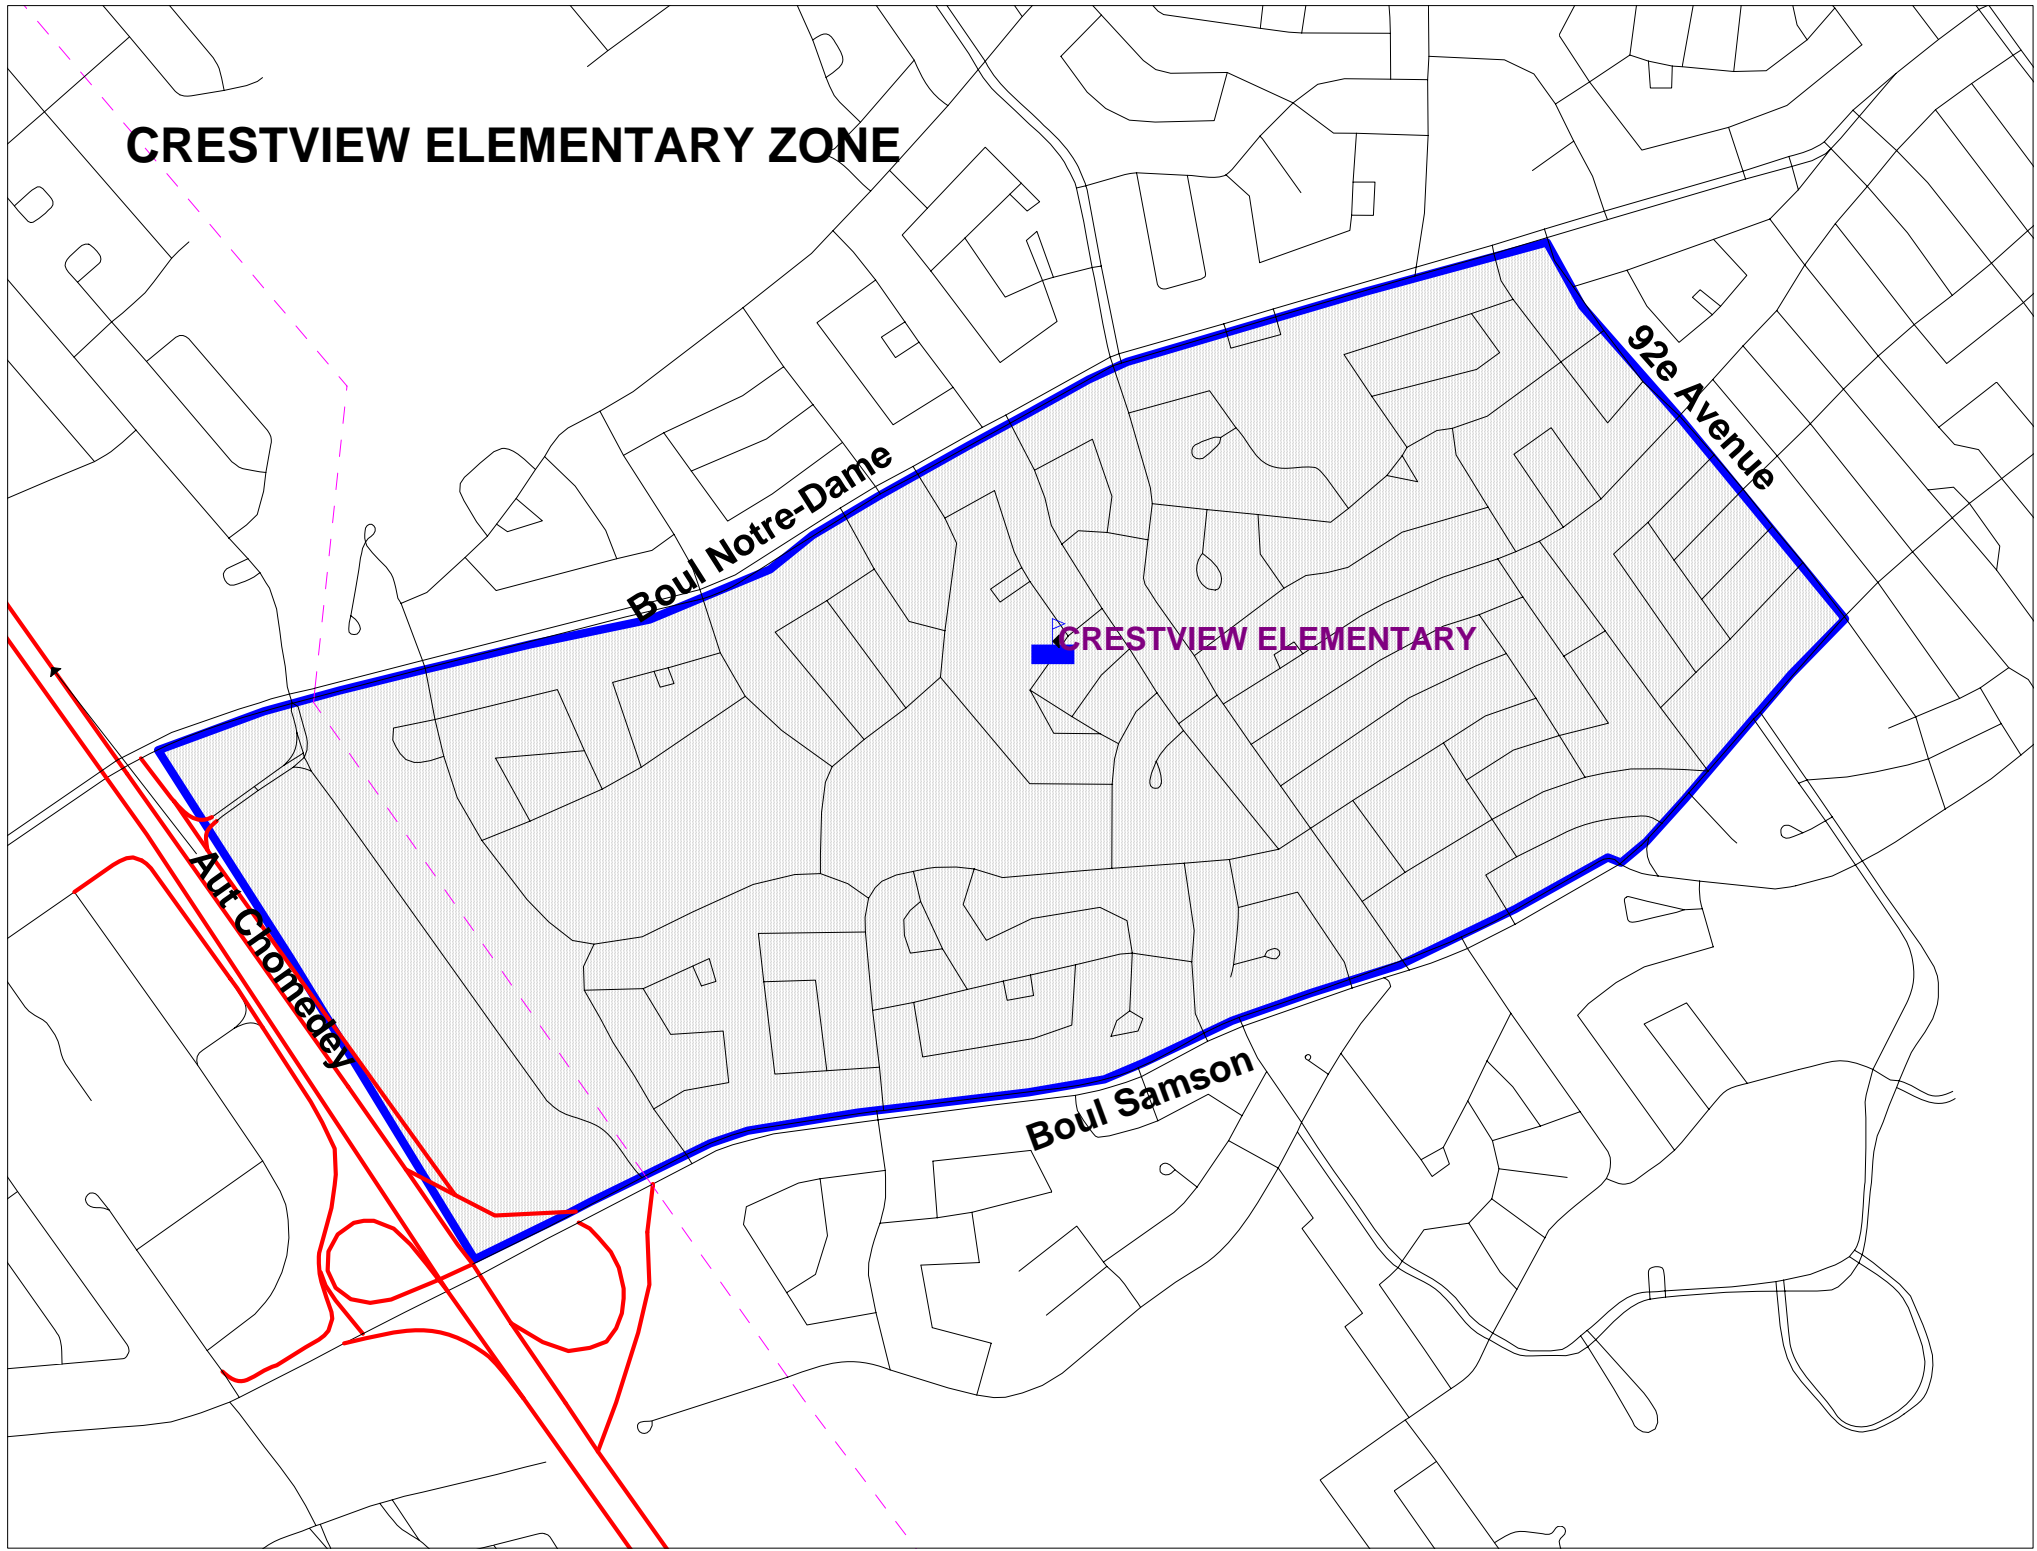 CRESTVIEW ELEMENTARY ZONE
92e Avenue
Boul Notre-Dame
CRESTVIEW ELEMENTARY
Aut Chomedey
Boul Samson